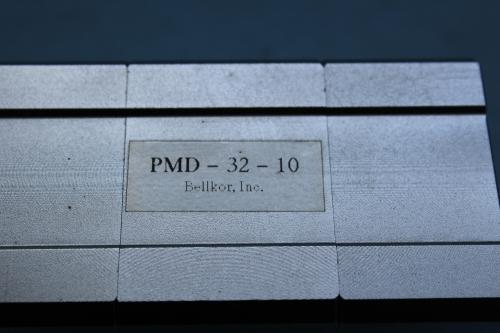 PMD - 32 - 10
Bellkor, Inc.